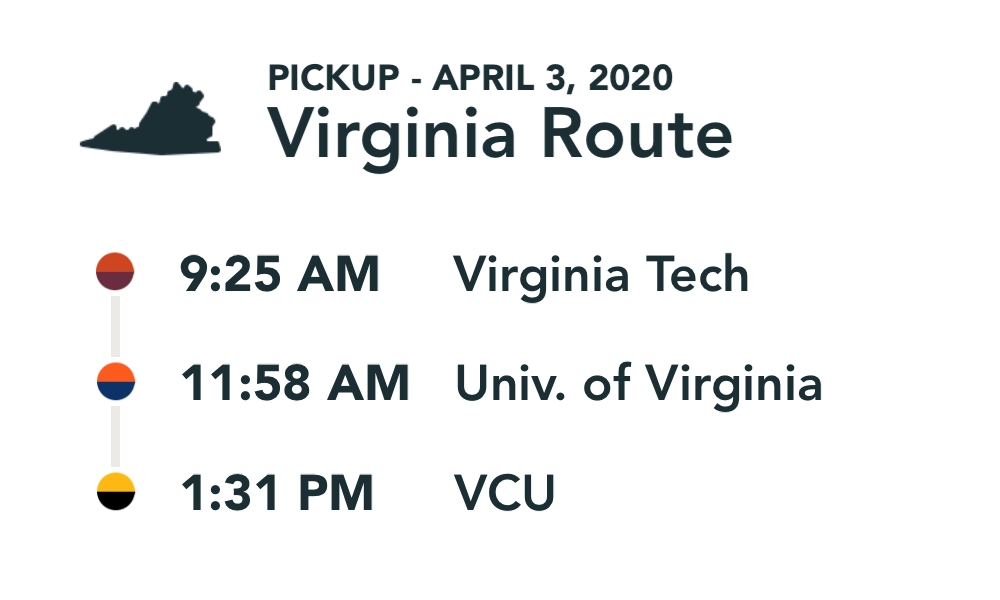 PICKUP - APRIL 3, 2020
Virginia Route
9:25 AM Virginia Tech
11:58 AM Univ. of Virginia
1:31 PM VCU